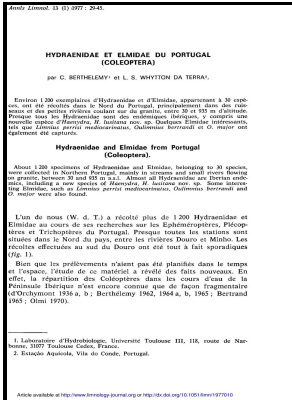 Annls Limnol. 13 (1) 1977 : 29-45.
HYDRAENIDAE ET ELMIDAE DU PORTUGAL
(COLEOPTERA)
par C. BERTHELEMY¹ et L. S. WHYTTON DA TERRA².
Environ 1 200 exemplaires d'Hydraenidae et d'Elmidae, appartenant à 30 espè-
ces, ont été récoltés dans le Nord du Portugal, principalement dans des ruis-
seaux et des petites rivières coulant sur du granite, entre 30 et 935 m d'altitude.
Presque tous les Hydraenidae sont des endémiques ibériques, y compris une
nouvelle espèce d'Haenydra, H. lusitana nov. sp. Quelques Elmidae intéressants,
tels que Limnius perrisi mediocarinatus, Oulimnius bertrandi et O. major ont
également été capturés.
Hydraenidae and Elmidae from Portugal
(Coleoptera).
About 1 200 specimens of Hydraenidae and Elmidae, belonging to 30 species,
were collected in Northern Portugal, mainly in streams and small rivers flowing
on granite, between 30 and 935 m a.s.l. Almost all Hydraenidae are Iberian ende-
mics, including a new species of Haenydra, H. lusitana nov. sp. Some interes-
ting Elmidae, such as Limnius perrisi mediocarinatus, Oulimnius bertrandi and
O. major were also found.
L'un de nous (W. d. T.) a récolté plus de 1 200 Hydraenidae et
Elmidae au cours de ses recherches sur les Ephéméroptères, Plécop-
tères et Trichoptères du Portugal. Presque toutes les stations sont
situées dans le Nord du pays, entre les rivières Douro et Minho. Les
récoltes effectuées au sud du Douro ont été tout à fait sporadiques
(fig. 1).
Bien que les prélèvements n'aient pas été planifiés dans le temps
et l'espace, l'étude de ce matériel a révélé des faits nouveaux. En
effet, la répartition des Coléoptères dans les cours d'eau de la
Péninsule Ibérique n'est encore connue que de façon fragmentaire
(d'Orchymont 1936 a, b ; Berthélemy 1962, 1964 a, b, 1965 ; Bertrand
1965 ; Olmi 1970).
1. Laboratoire d'Hydrobiologie, Université Toulouse III, 118, route de Nar-
bonne, 31077 Toulouse Cedex, France.
2. Estação Aquícola, Vila do Conde, Portugal.
Article available at http://www.limnology-journal.org or http://dx.doi.org/10.1051/limn/1977010